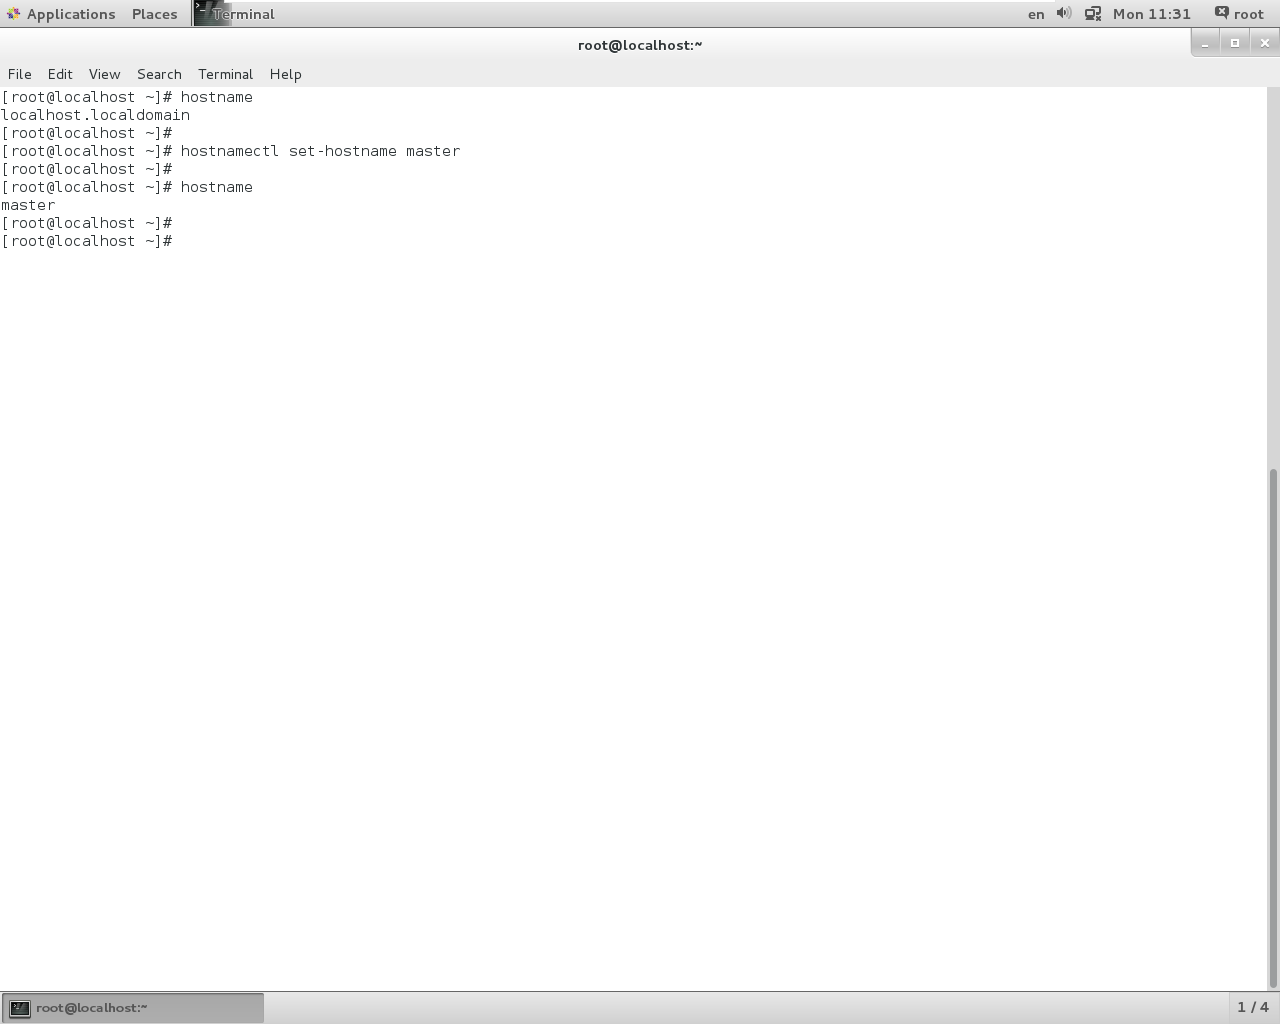 Applications Places Terminal en Mon 11:31 root
root@localhost:~
File Edit View Search Terminal Help
[root@localhost ~]# hostname
localhost.localdomain
[root@localhost ~]#
[root@localhost ~]# hostnamectl set-hostname master
[root@localhost ~]#
[root@localhost ~]# hostname
master
[root@localhost ~]#
[root@localhost ~]#
root@localhost:~ 1 / 4